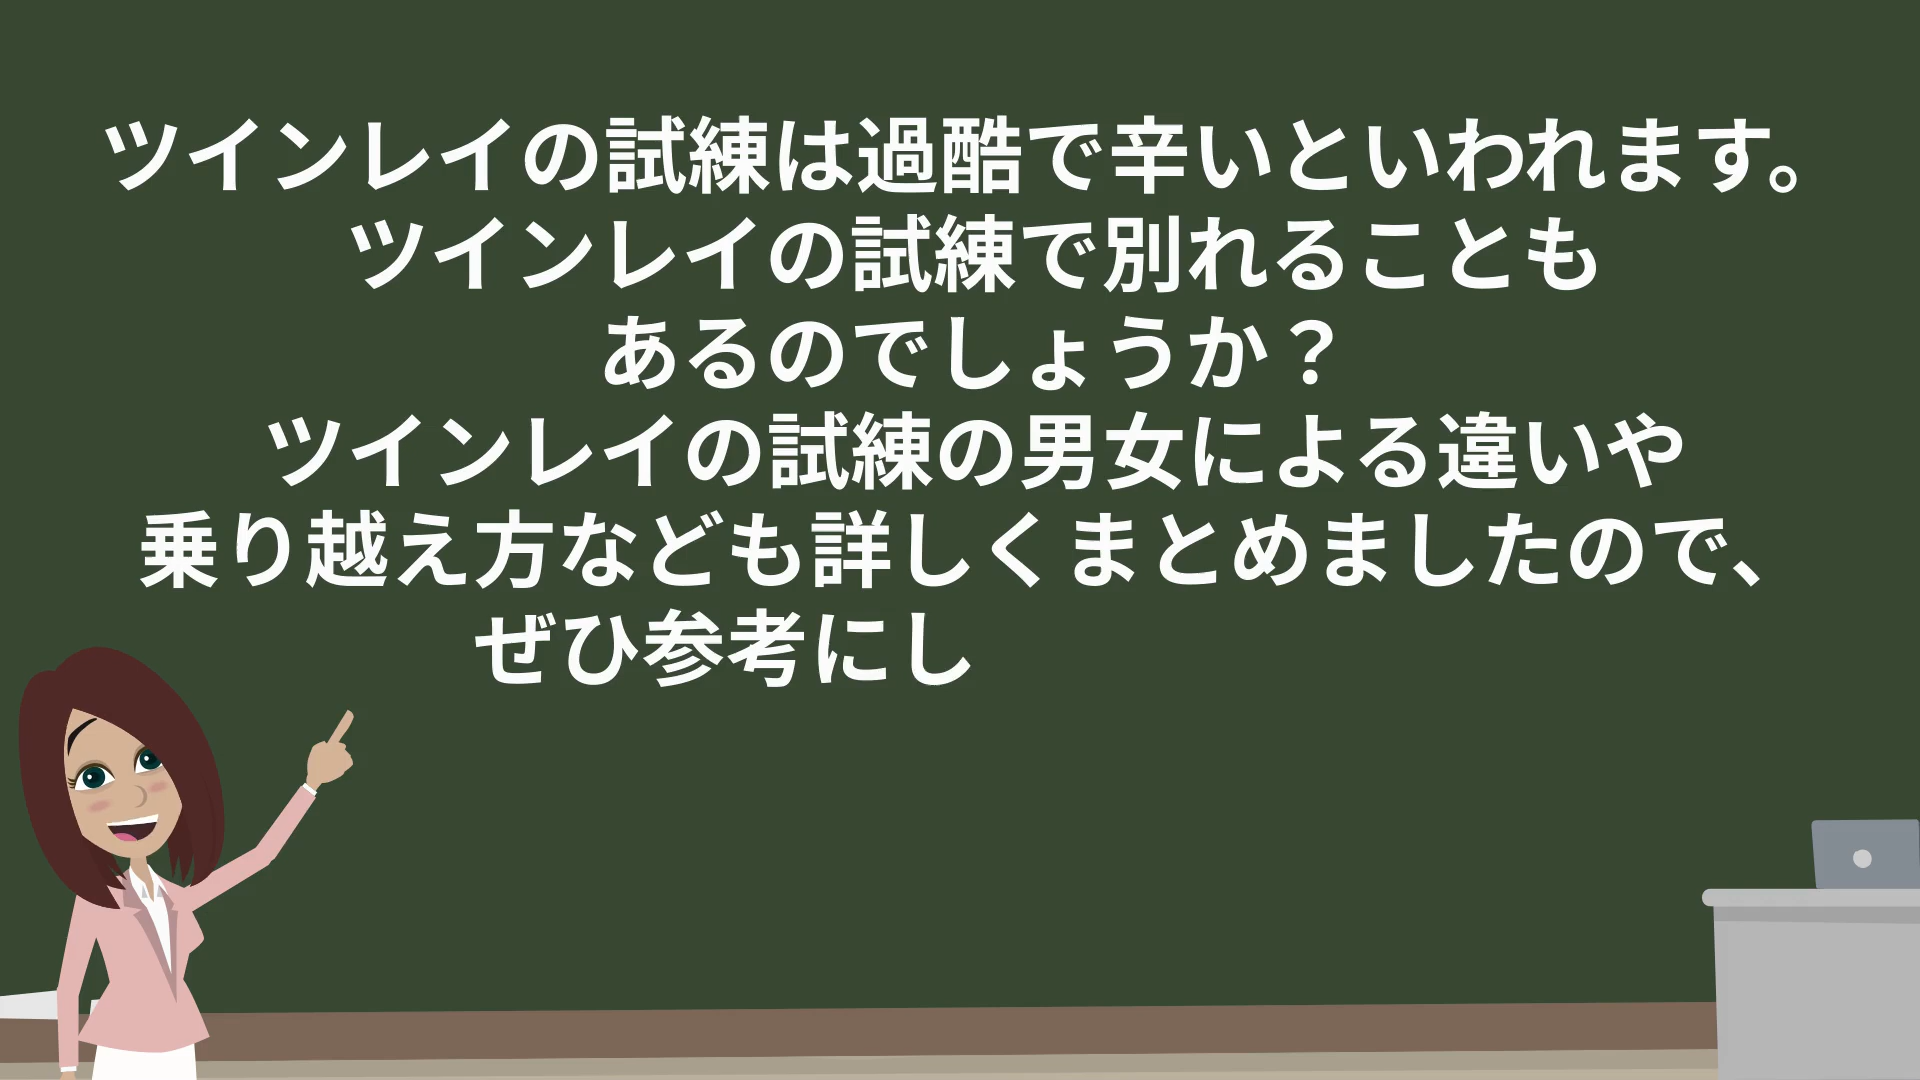 ツインレイの試練は過酷で辛いといわれます。
ツインレイの試練で別れることも
あるのでしょうか？
ツインレイの試練の男女による違いや
乗り越え方なども詳しくまとめましたので、
ぜひ参考にし